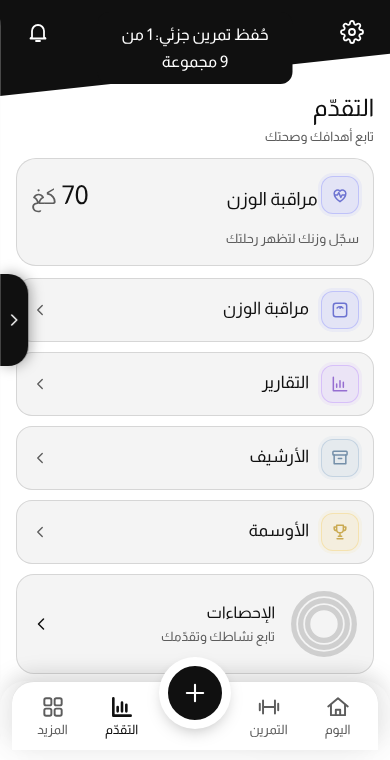 حُفظ تمرين جزئي: 1 من
9 مجموعة
التقدّم
تابع أهدافك وصحتك
مراقبة الوزن
70 كغ
سجّل وزنك لتظهر رحلتك
مراقبة الوزن
التقارير
الأرشيف
الأوسمة
الإحصاءات
تابع نشاطك وتقدّمك
اليوم
التمرين
التقدّم
المزيد